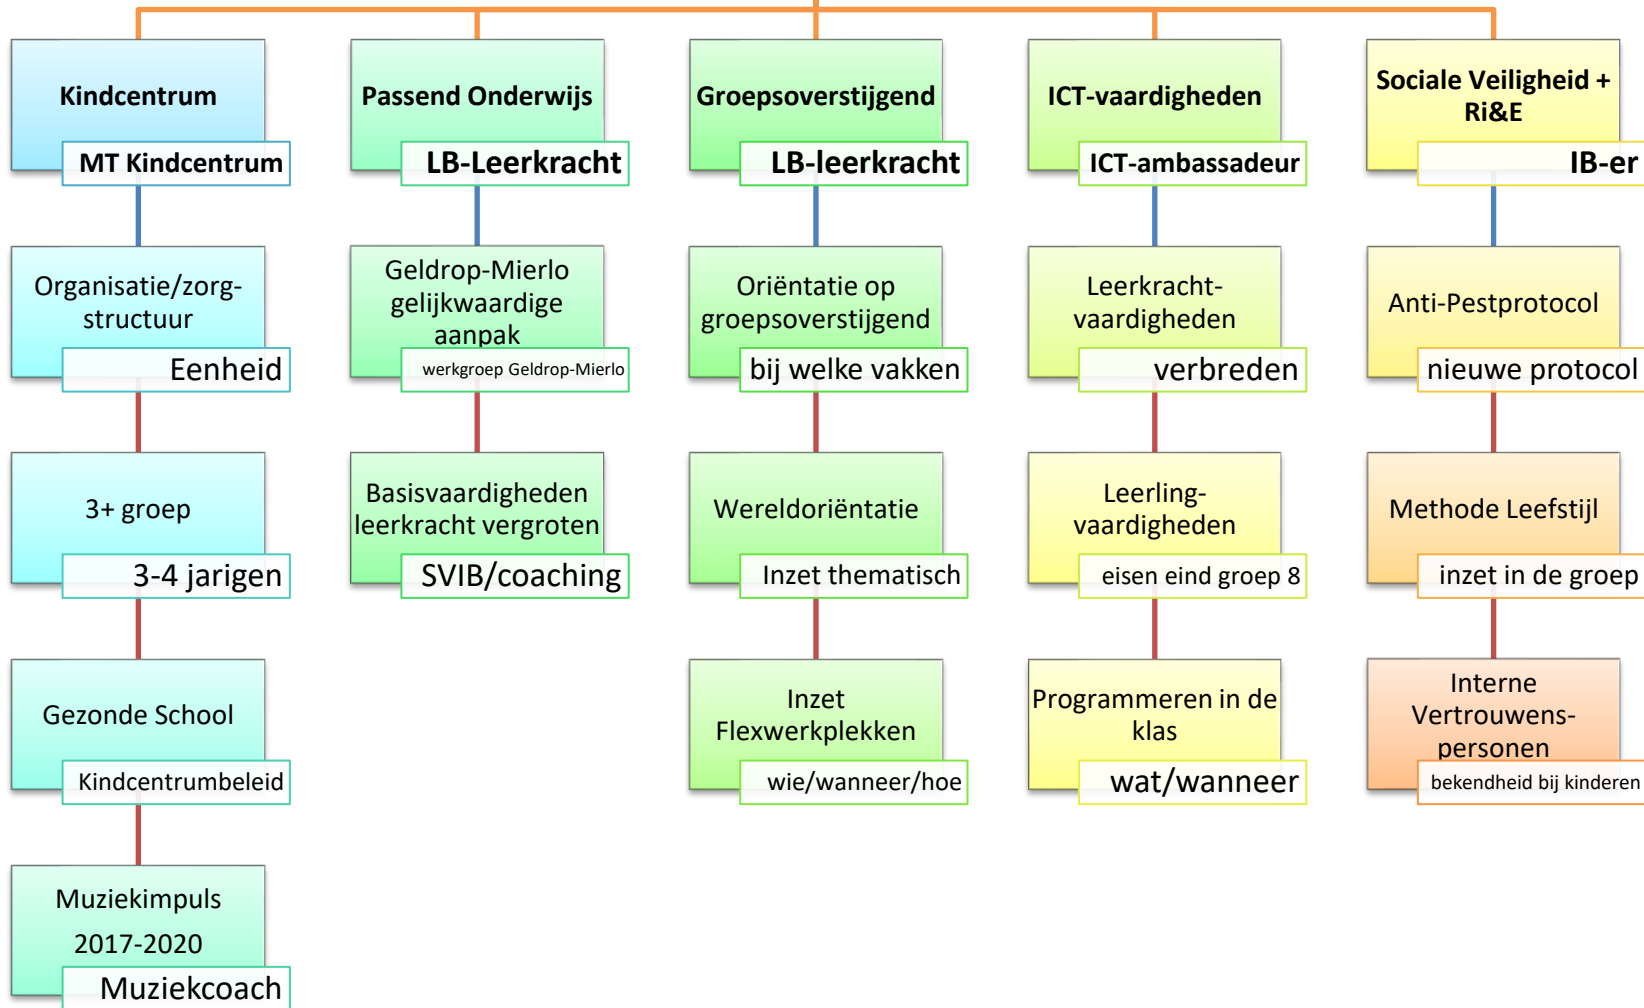 Kindcentrum
MT Kindcentrum
Organisatie/zorg-
structuur
Eenheid
3+ groep
3-4 jarigen
Gezonde School
Kindcentrumbeleid
Muziekimpuls
2017-2020
Muziekcoach
Passend Onderwijs
LB-Leerkracht
Geldrop-Mierlo
gelijkwaardige
aanpak
werkgroep Geldrop-Mierlo
Basisvaardigheden
leerkracht vergroten
SVIB/coaching
Groepsoverstijgend
LB-leerkracht
Oriëntatie op
groepsoverstijgend
bij welke vakken
Wereldoriëntatie
Inzet thematisch
Inzet
Flexwerkplekken
wie/wanneer/hoe
ICT-vaardigheden
ICT-ambassadeur
Leerkracht-
vaardigheden
verbreden
Leerling-
vaardigheden
eisen eind groep 8
Programmeren in de
klas
wat/wanneer
Sociale Veiligheid +
Ri&E
IB-er
Anti-Pestprotocol
nieuwe protocol
Methode Leefstijl
inzet in de groep
Interne
Vertrouwens-
personen
bekendheid bij kinderen